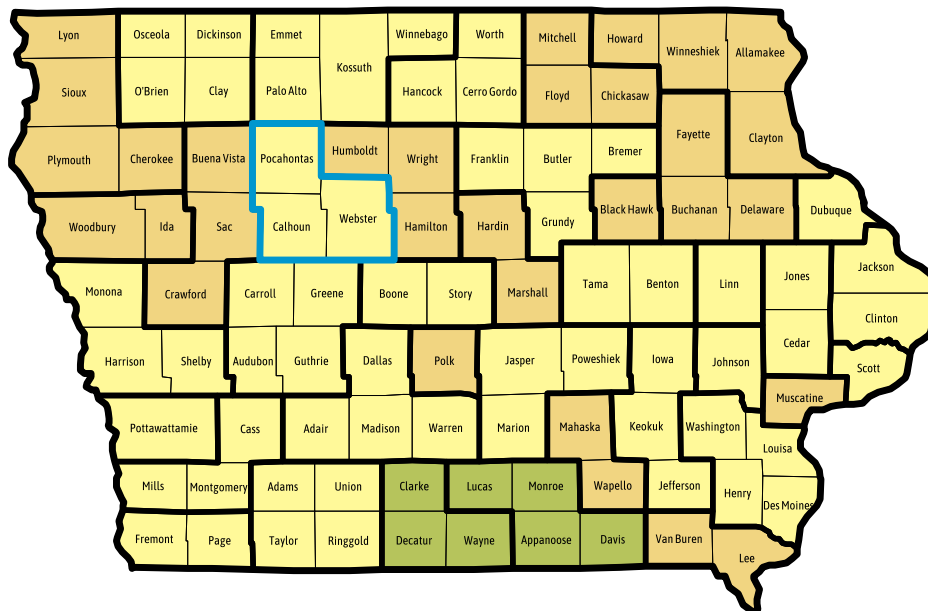 Lyon
Osceola
Dickinson
Emmet
Winnebago
Worth
Mitchell
Howard
Winneshiek
Allamakee
Kossuth
Sioux
O'Brien
Clay
Palo Alto
Hancock
Cerro Gordo
Floyd
Chickasaw
Fayette
Clayton
Plymouth
Cherokee
Buena Vista
Pocahontas
Humboldt
Wright
Franklin
Butler
Bremer
Woodbury
Ida
Sac
Calhoun
Webster
Hamilton
Hardin
Grundy
Black Hawk
Buchanan
Delaware
Dubuque
Monona
Crawford
Carroll
Greene
Boone
Story
Marshall
Tama
Benton
Linn
Jones
Jackson
Clinton
Harrison
Shelby
Audubon
Guthrie
Dallas
Polk
Jasper
Poweshiek
Iowa
Johnson
Cedar
Scott
Muscatine
Pottawattamie
Cass
Adair
Madison
Warren
Marion
Mahaska
Keokuk
Washington
Louisa
Mills
Montgomery
Adams
Union
Clarke
Lucas
Monroe
Wapello
Jefferson
Henry
Des Moines
Fremont
Page
Taylor
Ringgold
Decatur
Wayne
Appanoose
Davis
Van Buren
Lee